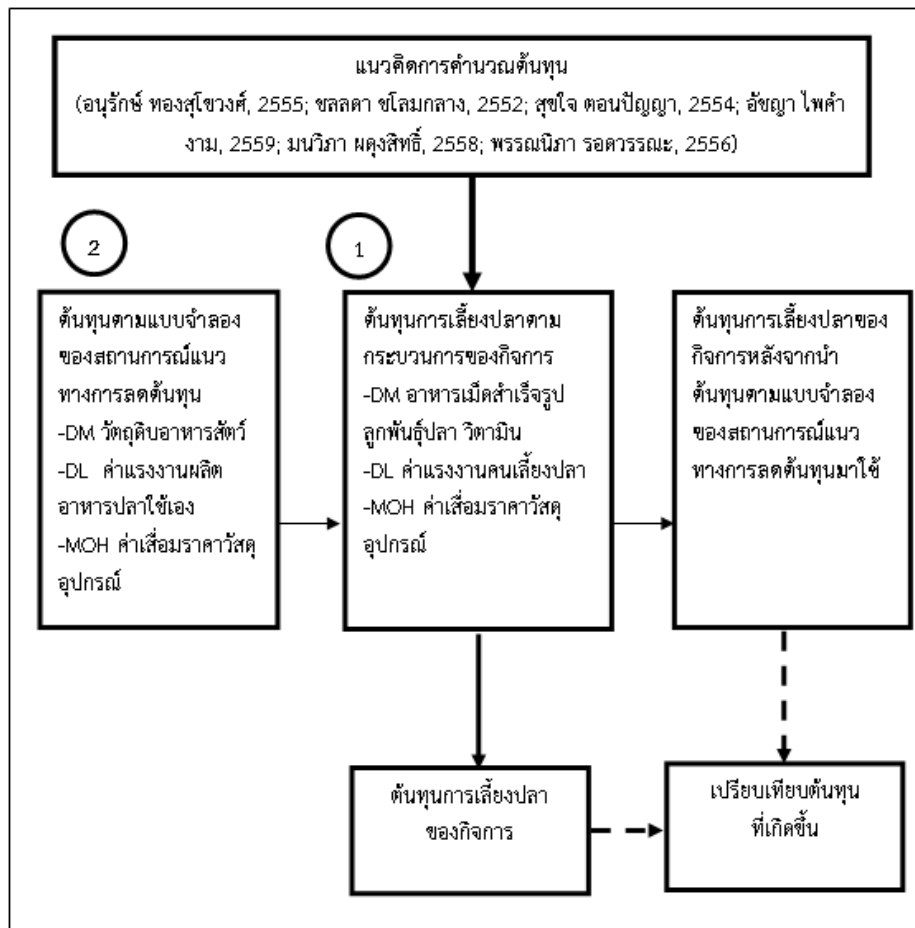 แนวคิดการคำนวณต้นทุน
(อนุรักษ์ ทองสุโขวงศ์, 2555; ชลลดา ชโลมกลาง, 2552; สุขใจ ตอนปัญญา, 2554; อัชญา ไพคำ
งาม, 2559; มนวิภา ผดุงสิทธิ์, 2558; พรรณนิภา รอดวรรณะ, 2556)
2
1
ต้นทุนตามแบบจำลอง
ของสถานการณ์แนว
ทางการลดต้นทุน
-DM วัตถุดิบอาหารสัตว์
-DL ค่าแรงงานผลิต
อาหารปลาใช้เอง
-MOH ค่าเสื่อมราคาวัสดุ
อุปกรณ์
ต้นทุนการเลี้ยงปลาตาม
กระบวนการของกิจการ
-DM อาหารเม็ดสำเร็จรูป
ลูกพันธุ์ปลา วิตามิน
-DL ค่าแรงงานคนเลี้ยงปลา
-MOH ค่าเสื่อมราคาวัสดุ
อุปกรณ์
ต้นทุนการเลี้ยงปลาของ
กิจการหลังจากนำ
ต้นทุนตามแบบจำลอง
ของสถานการณ์แนว
ทางการลดต้นทุนมาใช้
ต้นทุนการเลี้ยงปลา
ของกิจการ
เปรียบเทียบต้นทุน
ที่เกิดขึ้น